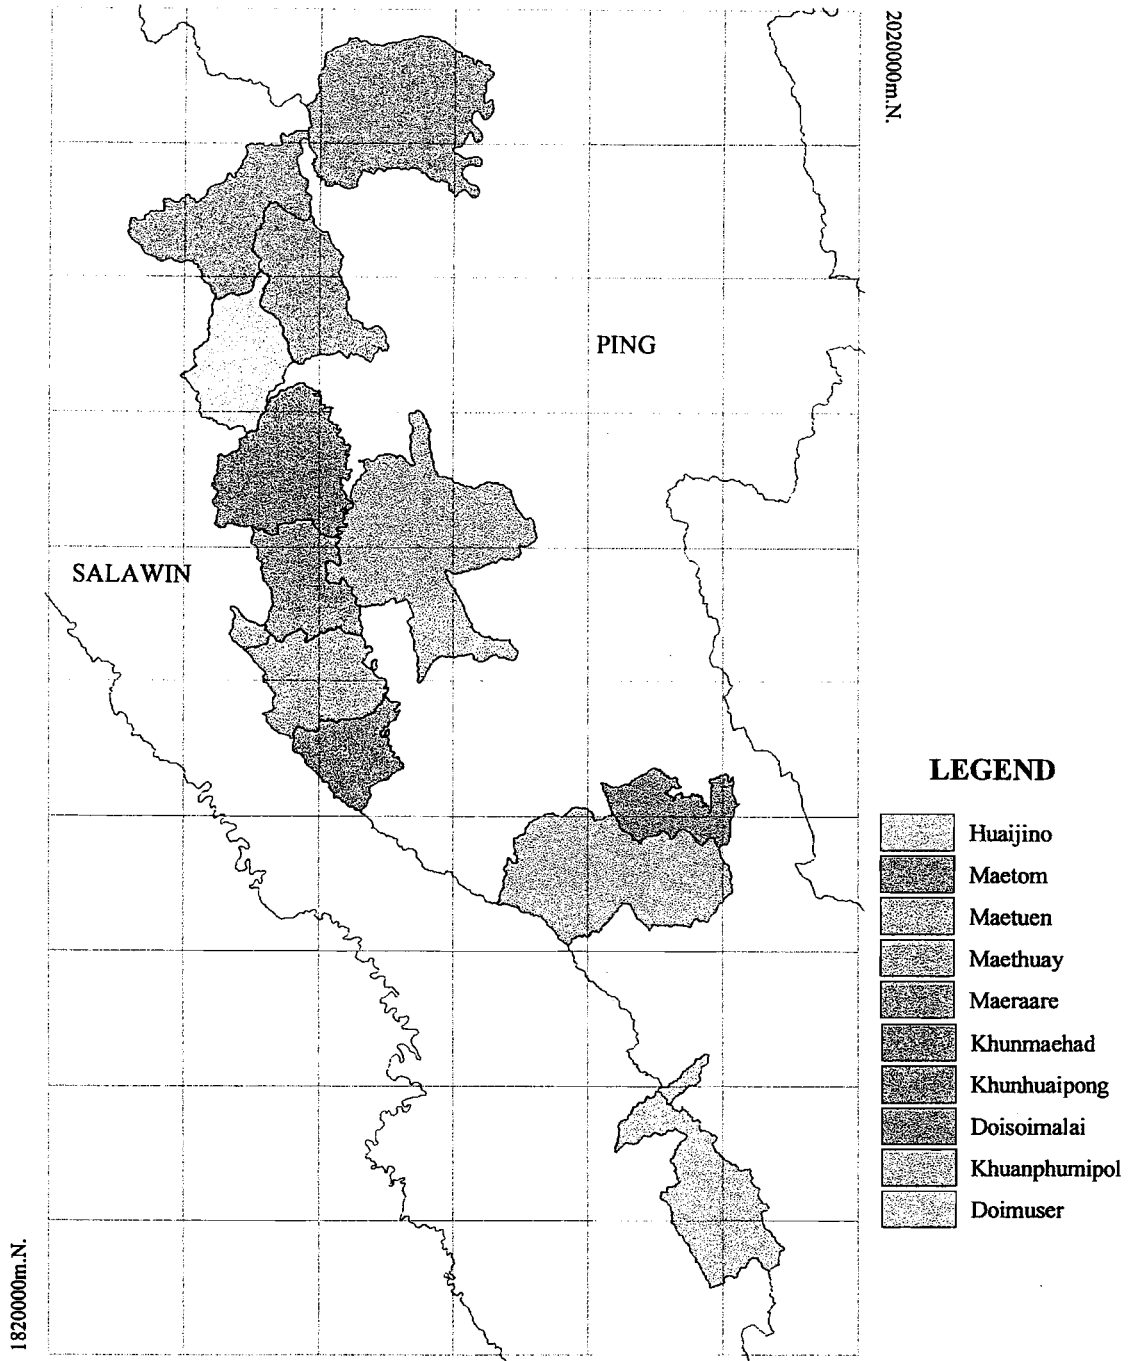 2020000m.N.
PING
SALAWIN
LEGEND
Huaijino
Maetom
Maetuen
Maethuay
Maeraare
Khunmaehad
Khunhuaipong
Doisoimalai
Khuanphumipol
Doimuser
1820000m.N.